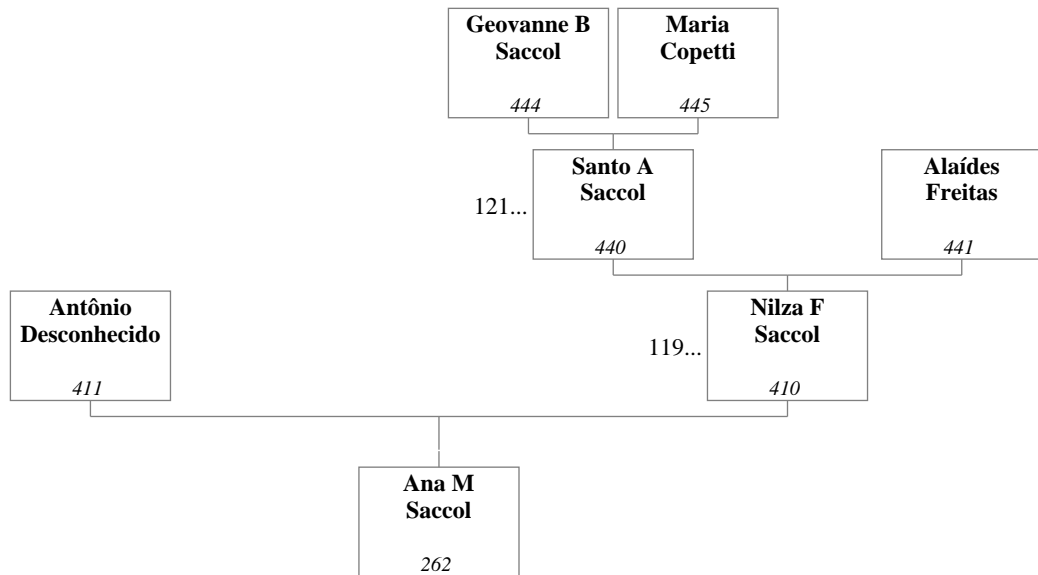 Geovanne B
Saccol
444
Maria
Copetti
445
Santo A
Saccol
440
121...
Alaídes
Freitas
441
Antônio
Desconhecido
411
Nilza F
Saccol
410
119...
Ana M
Saccol
262